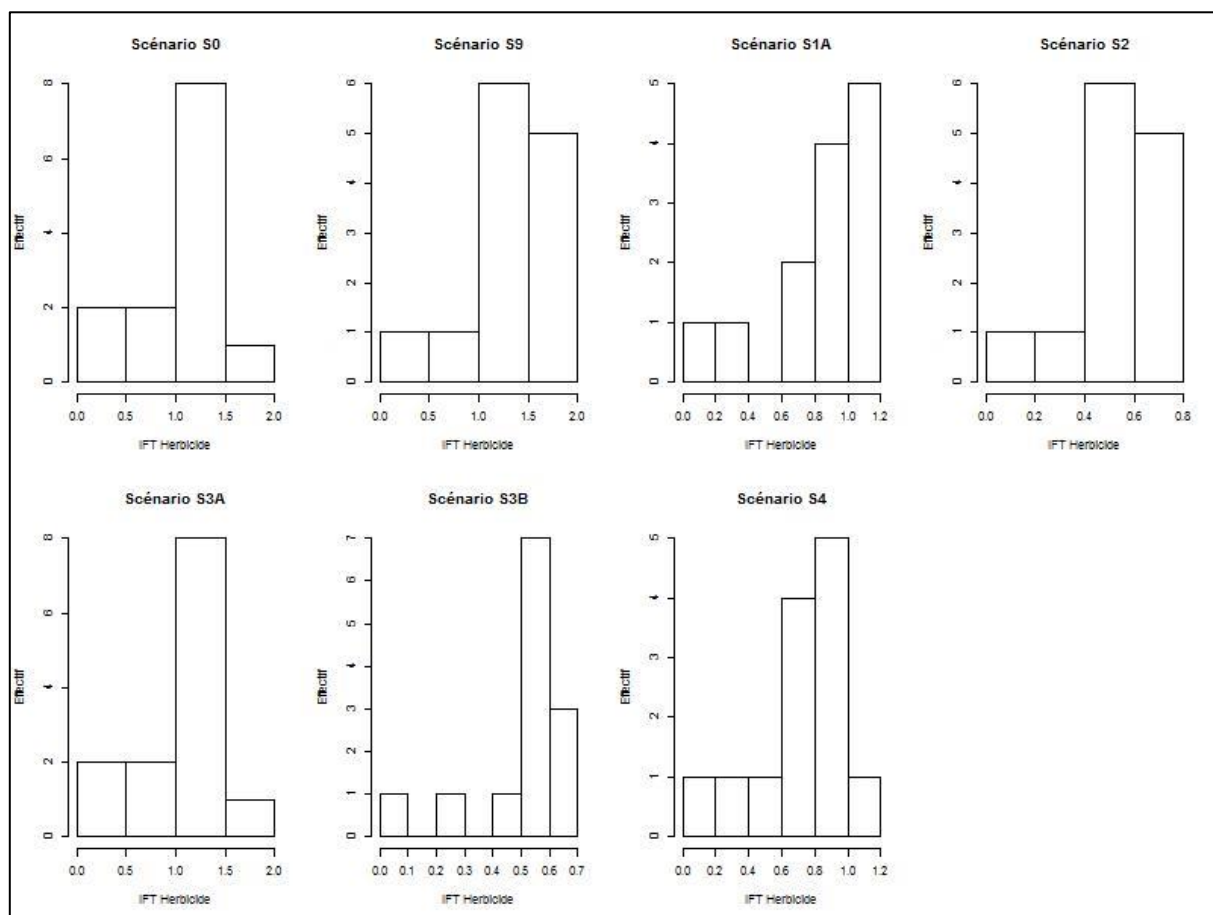 Scénario S0
Effectif
0
2
4
6
8
0.0 0.5 1.0 1.5 2.0
IFT Herbicide
Scénario S9
Effectif
0
1
2
3
4
5
6
0.0 0.5 1.0 1.5 2.0
IFT Herbicide
Scénario S1A
Effectif
0
1
2
3
4
5
0.0 0.2 0.4 0.6 0.8 1.0 1.2
IFT Herbicide
Scénario S2
Effectif
0
1
2
3
4
5
6
0.0 0.2 0.4 0.6 0.8
IFT Herbicide
Scénario S3A
Effectif
0
2
4
6
8
0.0 0.5 1.0 1.5 2.0
IFT Herbicide
Scénario S3B
Effectif
0
1
2
3
4
5
6
7
0.0 0.1 0.2 0.3 0.4 0.5 0.6 0.7
IFT Herbicide
Scénario S4
Effectif
0
1
2
3
4
5
0.0 0.2 0.4 0.6 0.8 1.0 1.2
IFT Herbicide